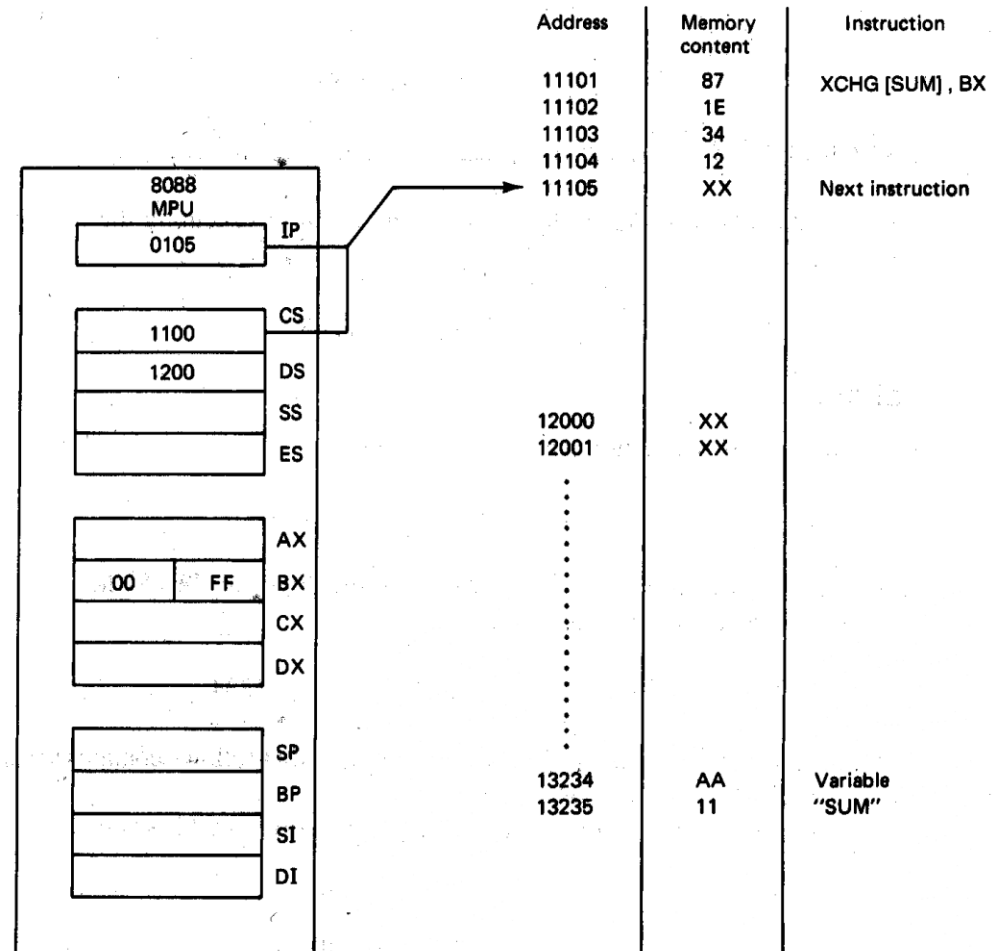 8088
MPU
0105 IP
1100 CS
1200 DS
SS
ES
AX
00 FF BX
CX
DX
SP
BP
SI
DI
Address Memory Instruction
content
11101 87 XCHG [SUM] , BX
11102 1E
11103 34
11104 12
11105 XX Next instruction
12000 XX
12001 XX
13234 AA Variable
13235 11 "SUM"